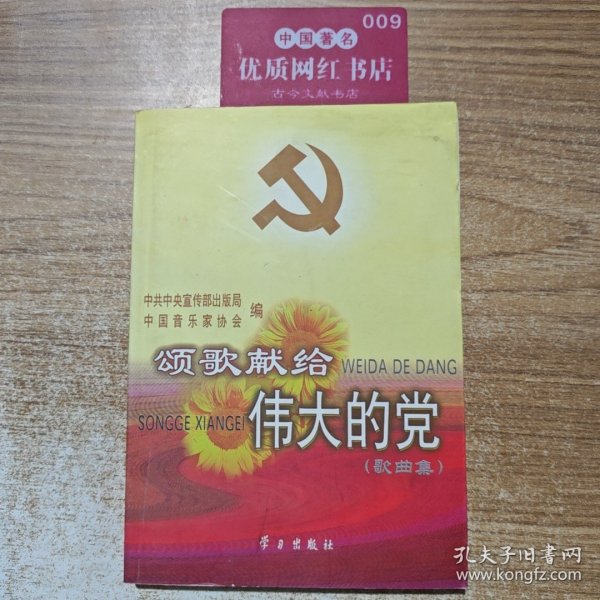 009
中国著名
优质网红书店
古今文献书店
中共中央宣传部出版局
中国音乐家协会
编
颂歌献给
WEIDA DE DANG
SONGGE XIANGEI
伟大的党
（歌曲集）
学习出版社
孔夫子旧书网
www.kongfz.com